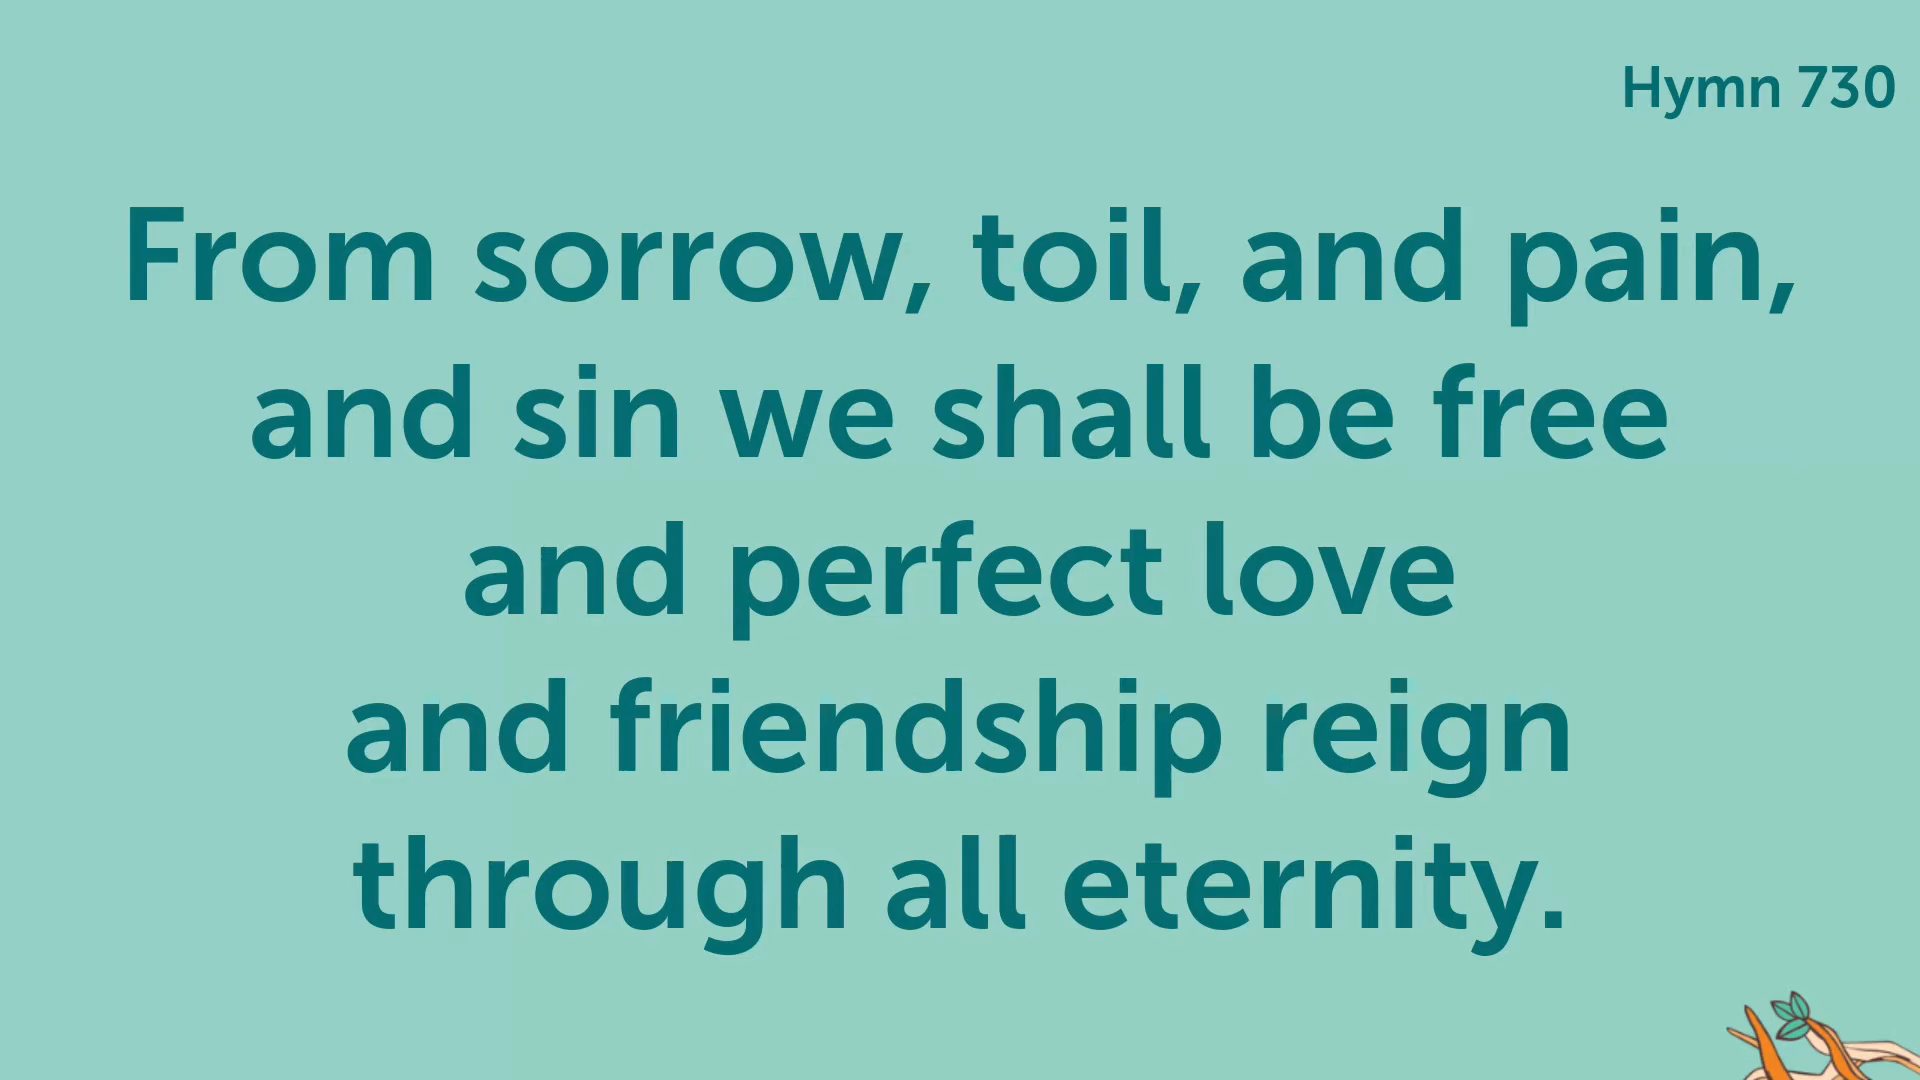 Hymn 730
From sorrow, toil, and pain,
and sin we shall be free
and perfect love
and friendship reign
through all eternity.